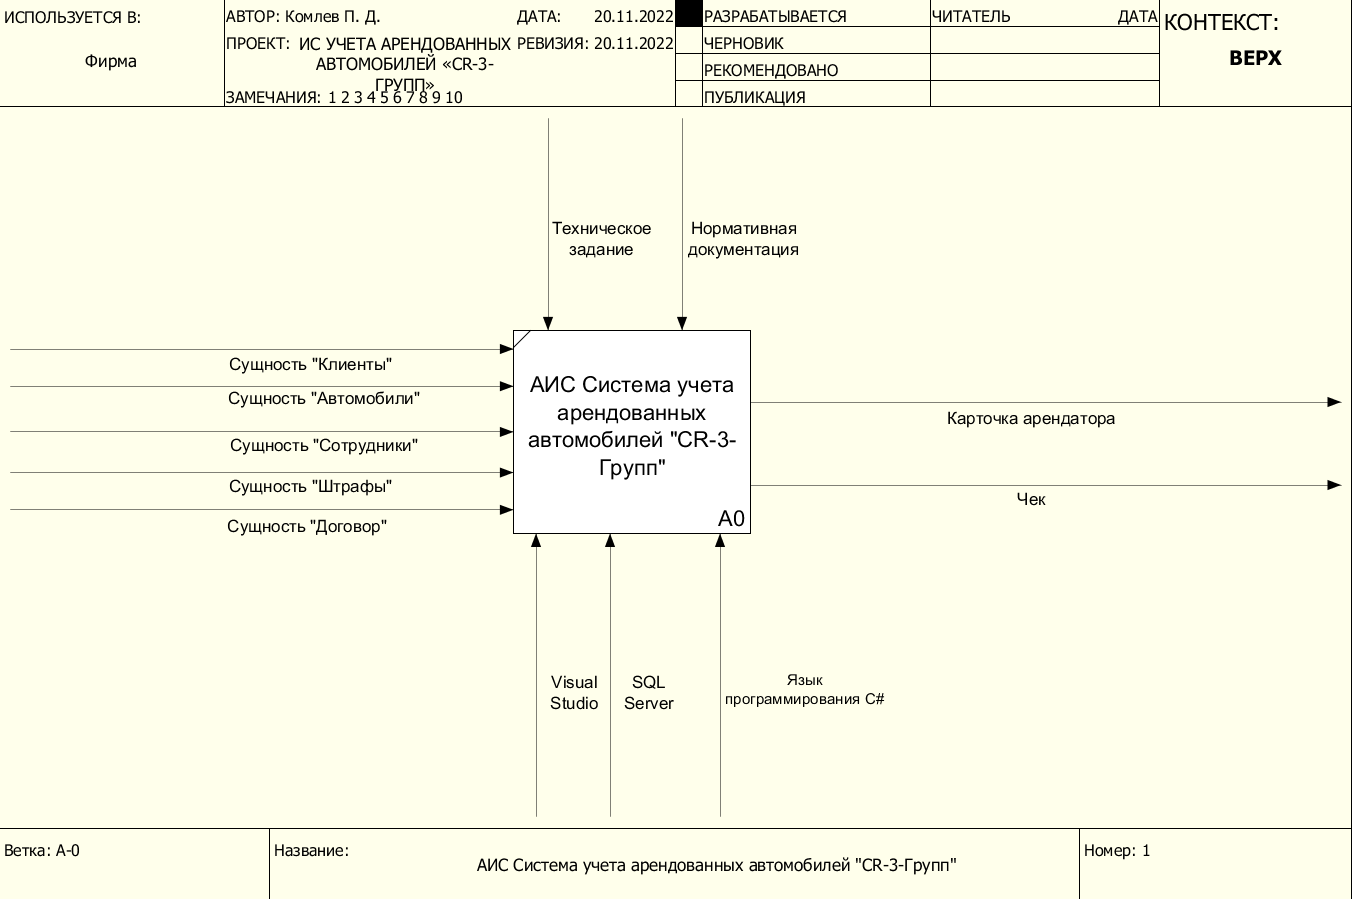 ИСПОЛЬЗУЕТСЯ В:
Фирма
АВТОР: Комлев П. Д.
ДАТА: 20.11.2022
ПРОЕКТ: ИС УЧЕТА АРЕНДОВАННЫХ
АВТОМОБИЛЕЙ «CR-3-
ГРУПП»
РЕВИЗИЯ: 20.11.2022
ЗАМЕЧАНИЯ: 1 2 3 4 5 6 7 8 9 10
РАЗРАБАТЫВАЕТСЯ
ЧЕРНОВИК
РЕКОМЕНДОВАНО
ПУБЛИКАЦИЯ
ЧИТАТЕЛЬ ДАТА
КОНТЕКСТ:
ВЕРХ
Техническое
задание
Нормативная
документация
Сущность "Клиенты"
Сущность "Автомобили"
Сущность "Сотрудники"
Сущность "Штрафы"
Сущность "Договор"
АИС Система учета
арендованных
автомобилей "CR-3-
Групп"
A0
Карточка арендатора
Чек
Visual
Studio
SQL
Server
Язык
программирования C#
Ветка: A-0
Название:
АИС Система учета арендованных автомобилей "CR-3-Групп"
Номер: 1